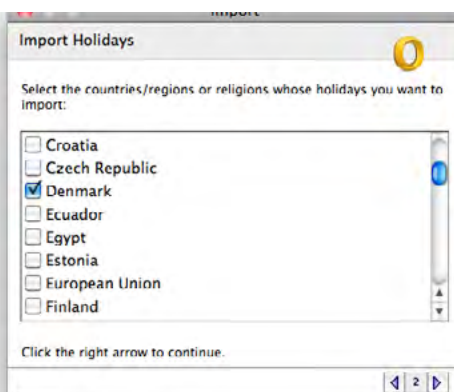 Import
Import Holidays
Select the countries/regions or religions whose holidays you want to
import:
Croatia
Czech Republic
Denmark
Ecuador
Egypt
Estonia
European Union
Finland
Click the right arrow to continue.
2